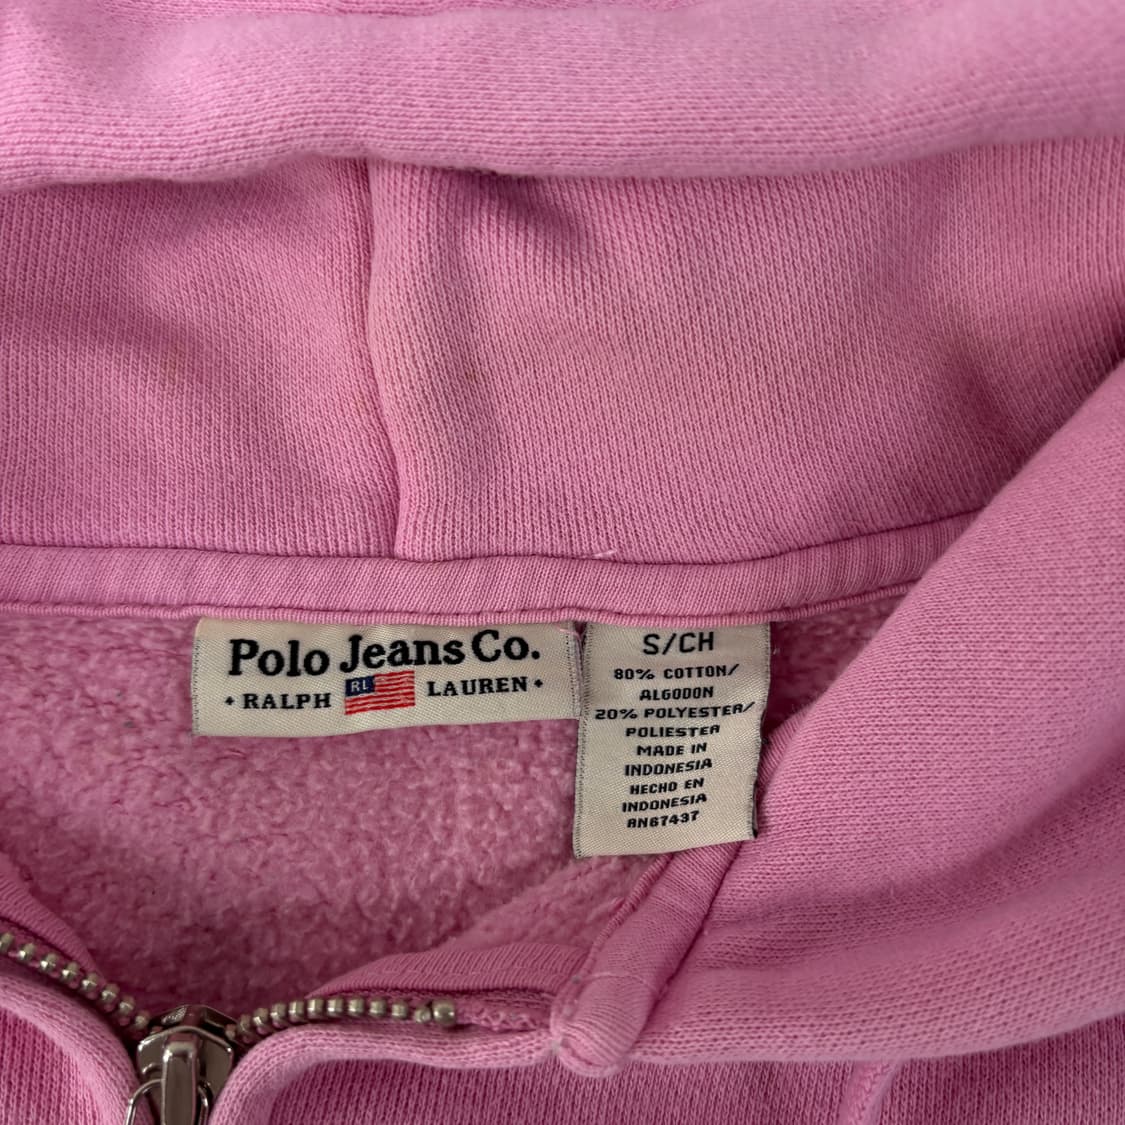 Polo Jeans Co.
• RALPH RL LAUREN •
S/CH
80% COTTON/
ALGODON
20% POLYESTER/
POLIESTER
MADE IN
INDONESIA
HECHO EN
INDONESIA
RN67437